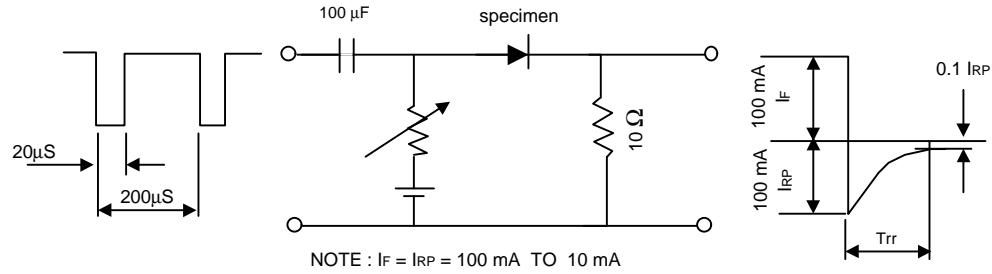 100 µF
specimen
20µS
200µS
10 Ω
100 mA
IF
100 mA
IRP
0.1 IRP
Trr
NOTE : IF = IRP = 100 mA TO 10 mA